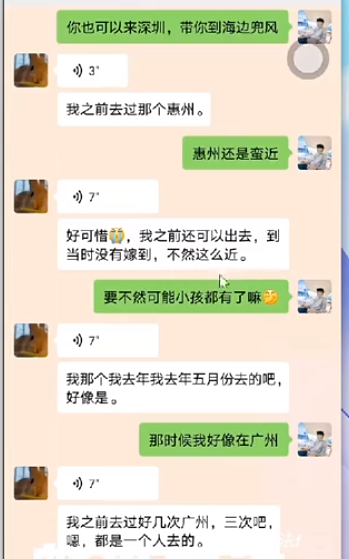 你也可以来深圳，带你到海边兜风
3"
我之前去过那个惠州。
惠州还是蛮近
7"
好可惜😭，我之前还可以出去，到
当时没有嫁到，不然这么近。
要不然可能小孩都有了嘛🤔
7"
我那个我去年我去年五月份去的吧，
好像是。
那时候我好像在广州
7"
我之前去过好几次广州，三次吧，
嗯，都是一个人去的。